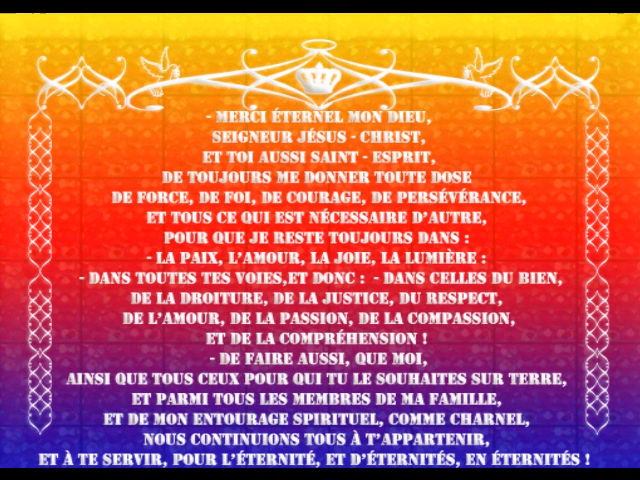 - MERCI ÉTERNEL MON DIEU,
SEIGNEUR JÉSUS - CHRIST,
ET TOI AUSSI SAINT - ESPRIT,
DE TOUJOURS ME DONNER TOUTE DOSE
DE FORCE, DE FOI, DE COURAGE, DE PERSÉVÉRANCE,
ET TOUS CE QUI EST NÉCESSAIRE D'AUTRE,
POUR QUE JE RESTE TOUJOURS DANS :
- LA PAIX, L'AMOUR, LA JOIE, LA LUMIÈRE :
- DANS TOUTES TES VOIES,ET DONC : - DANS CELLES DU BIEN,
DE LA DROITURE, DE LA JUSTICE, DU RESPECT,
DE L'AMOUR, DE LA PASSION, DE LA COMPASSION,
ET DE LA COMPRÉHENSION !
- DE FAIRE AUSSI, QUE MOI,
AINSI QUE TOUS CEUX POUR QUI TU LE SOUHAITES SUR TERRE,
ET PARMI TOUS LES MEMBRES DE MA FAMILLE,
ET DE MON ENTOURAGE SPIRITUEL, COMME CHARNEL,
NOUS CONTINUIONS TOUS À T'APPARTENIR,
ET À TE SERVIR, POUR L'ÉTERNITÉ, ET D'ÉTERNITÉS, EN ÉTERNITÉS !